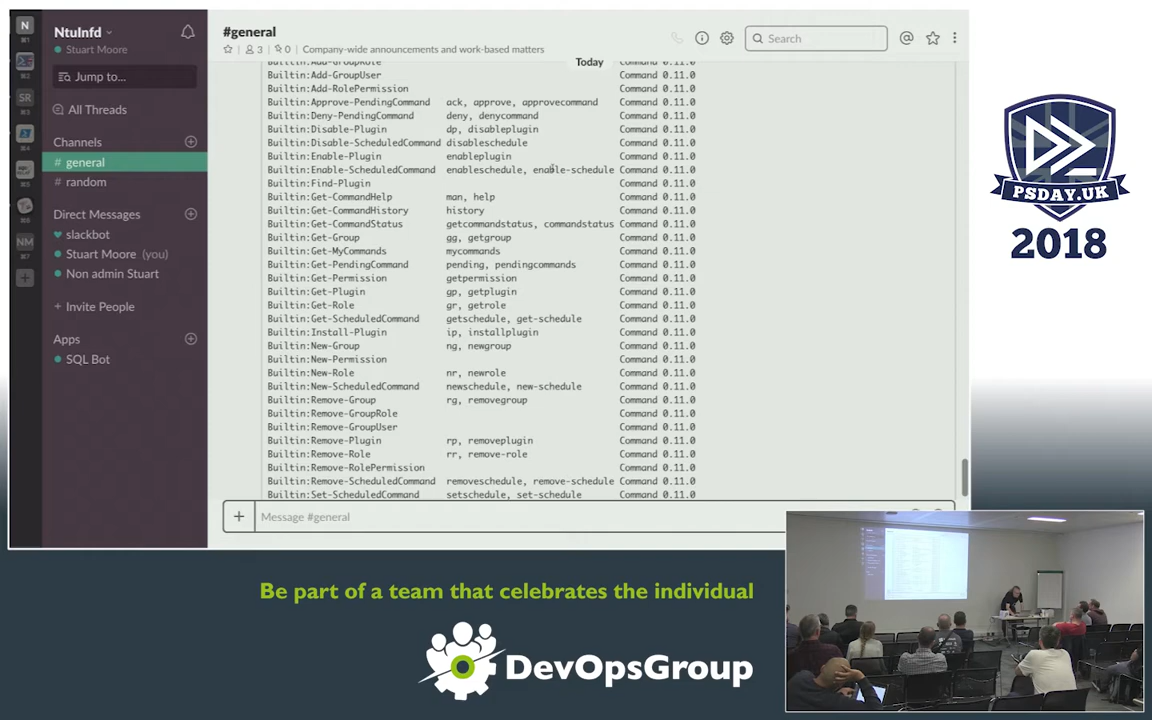 N
NtuInfd
Stuart Moore
Jump to...
All Threads
Channels
# general
# random
Direct Messages
slackbot
Stuart Moore (you)
Non admin Stuart
+ Invite People
Apps
SQL Bot
SR
NM
#general
3
0
Company-wide announcements and work-based matters
Search
Today
Builtin:Add-GroupRole Command 0.11.0
Builtin:Add-GroupUser Command 0.11.0
Builtin:Add-RolePermission Command 0.11.0
Builtin:Approve-PendingCommand ack, approve, approvecommand Command 0.11.0
Builtin:Deny-PendingCommand deny, denycommand Command 0.11.0
Builtin:Disable-Plugin dp, disableplugin Command 0.11.0
Builtin:Disable-ScheduledCommand disableschedule Command 0.11.0
Builtin:Enable-Plugin enableplugin Command 0.11.0
Builtin:Enable-ScheduledCommand enableschedule, enable-schedule Command 0.11.0
Builtin:Find-Plugin Command 0.11.0
Builtin:Get-CommandHelp man, help Command 0.11.0
Builtin:Get-CommandHistory history Command 0.11.0
Builtin:Get-CommandStatus getcommandstatus, commandstatus Command 0.11.0
Builtin:Get-Group gg, getgroup Command 0.11.0
Builtin:Get-MyCommands mycommands Command 0.11.0
Builtin:Get-PendingCommand pending, pendingcommands Command 0.11.0
Builtin:Get-Permission getpermission Command 0.11.0
Builtin:Get-Plugin gp, getplugin Command 0.11.0
Builtin:Get-Role gr, getrole Command 0.11.0
Builtin:Get-ScheduledCommand getschedule, get-schedule Command 0.11.0
Builtin:Install-Plugin ip, installplugin Command 0.11.0
Builtin:New-Group ng, newgroup Command 0.11.0
Builtin:New-Permission Command 0.11.0
Builtin:New-Role nr, newrole Command 0.11.0
Builtin:New-ScheduledCommand newschedule, new-schedule Command 0.11.0
Builtin:Remove-Group rg, removegroup Command 0.11.0
Builtin:Remove-GroupRole Command 0.11.0
Builtin:Remove-GroupUser Command 0.11.0
Builtin:Remove-Plugin rp, removeplugin Command 0.11.0
Builtin:Remove-Role rr, remove-role Command 0.11.0
Builtin:Remove-RolePermission Command 0.11.0
Builtin:Remove-ScheduledCommand removeschedule, remove-schedule Command 0.11.0
Builtin:Set-ScheduledCommand setschedule, set-schedule Command 0.11.0
Message #general
PSDAY.UK
2018
Be part of a team that celebrates the individual
DevOpsGroup